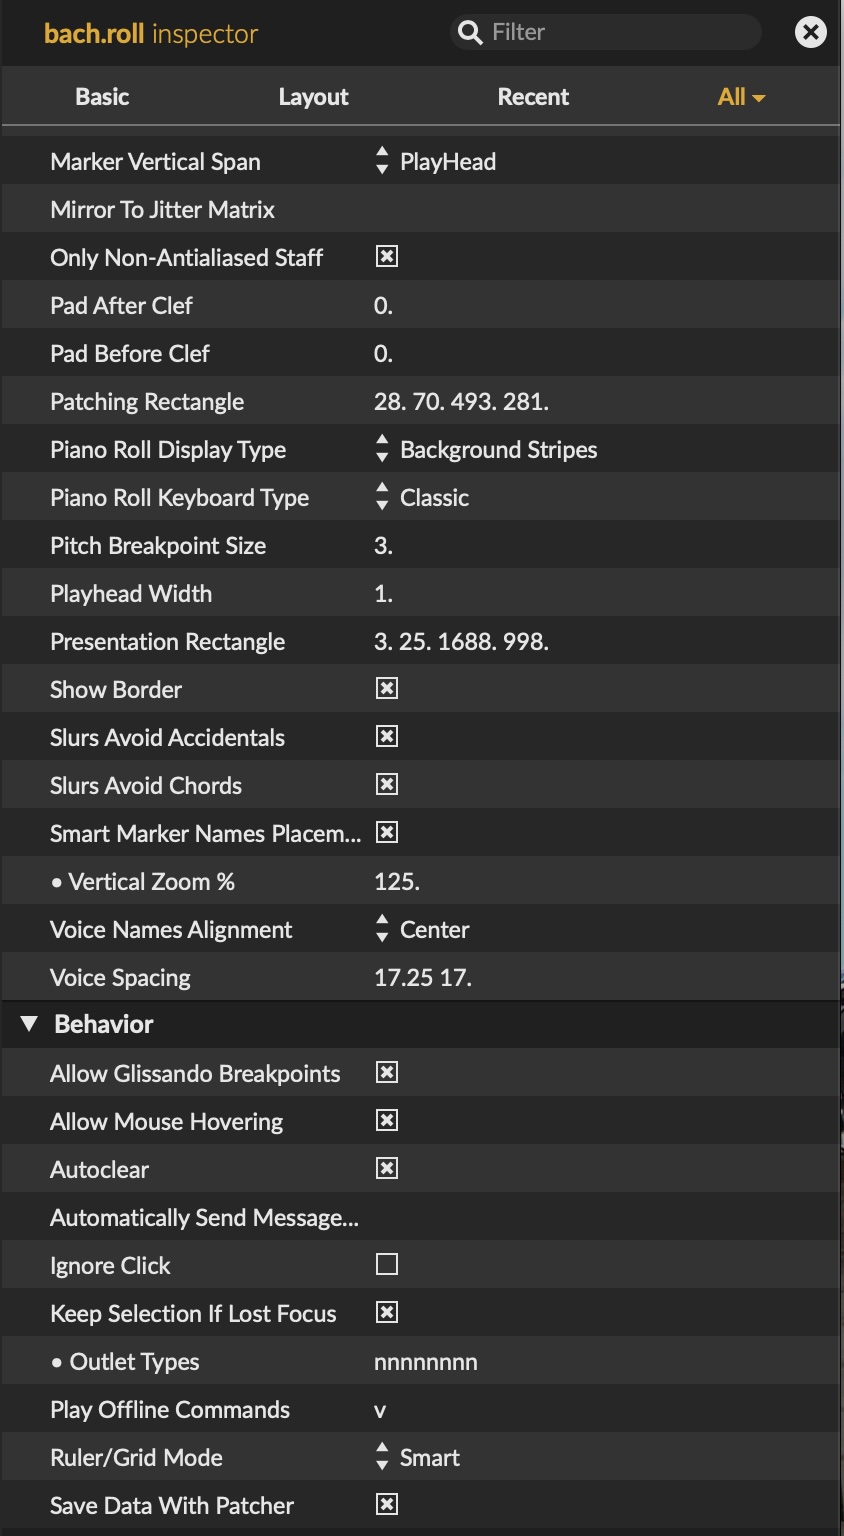 bach.roll inspector Filter
Basic Layout Recent All
Marker Vertical Span PlayHead
Mirror To Jitter Matrix
Only Non-Antialiased Staff
Pad After Clef 0.
Pad Before Clef 0.
Patching Rectangle 28. 70. 493. 281.
Piano Roll Display Type Background Stripes
Piano Roll Keyboard Type Classic
Pitch Breakpoint Size 3.
Playhead Width 1.
Presentation Rectangle 3. 25. 1688. 998.
Show Border
Slurs Avoid Accidentals
Slurs Avoid Chords
Smart Marker Names Placem...
• Vertical Zoom % 125.
Voice Names Alignment Center
Voice Spacing 17.25 17.
Behavior
Allow Glissando Breakpoints
Allow Mouse Hovering
Autoclear
Automatically Send Message...
Ignore Click
Keep Selection If Lost Focus
• Outlet Types nnnnnnnn
Play Offline Commands v
Ruler/Grid Mode Smart
Save Data With Patcher